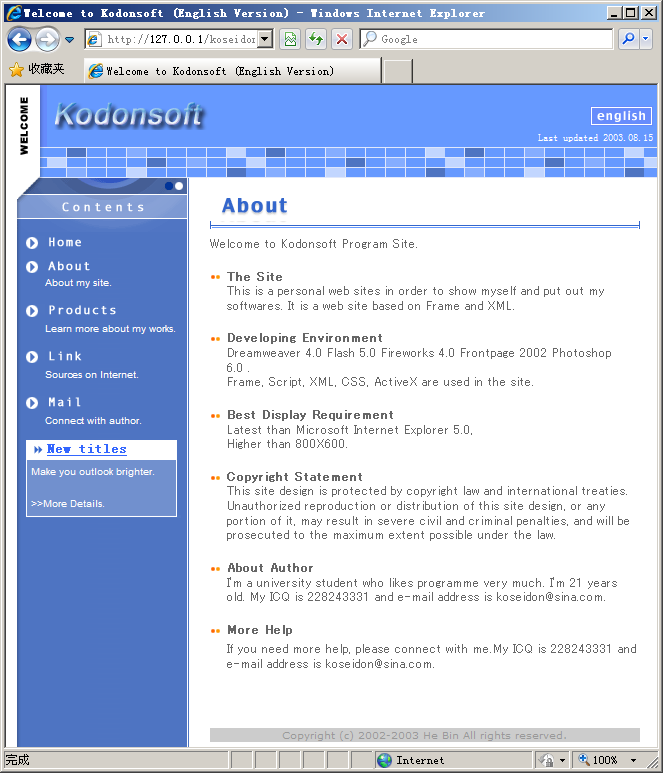 Welcome to Kodonsoft (English Version) - Windows Internet Explorer
http://127.0.0.1/koseidon
Google
收藏夹
Welcome to Kodonsoft (English Version)
WELCOME
Kodonsoft
english
Last updated 2003.08.15
Contents
Home
About
About my site.
Products
Learn more about my works.
Link
Sources on Internet.
Mail
Connect with author.
New titles
Make you outlook brighter.
>>More Details.
About
Welcome to Kodonsoft Program Site.
The Site
This is a personal web sites in order to show myself and put out my
softwares. It is a web site based on Frame and XML.
Developing Environment
Dreamweaver 4.0 Flash 5.0 Fireworks 4.0 Frontpage 2002 Photoshop
6.0 .
Frame, Script, XML, CSS, ActiveX are used in the site.
Best Display Requirement
Latest than Microsoft Internet Explorer 5.0,
Higher than 800X600.
Copyright Statement
This site design is protected by copyright law and international treaties.
Unauthorized reproduction or distribution of this site design, or any
portion of it, may result in severe civil and criminal penalties, and will be
prosecuted to the maximum extent possible under the law.
About Author
I'm a university student who likes programme very much. I'm 21 years
old. My ICQ is 228243331 and e-mail address is koseidon@sina.com.
More Help
If you need more help, please connect with me.My ICQ is 228243331 and
e-mail address is koseidon@sina.com.
Copyright (c) 2002-2003 He Bin All rights reserved.
完成
Internet
100%